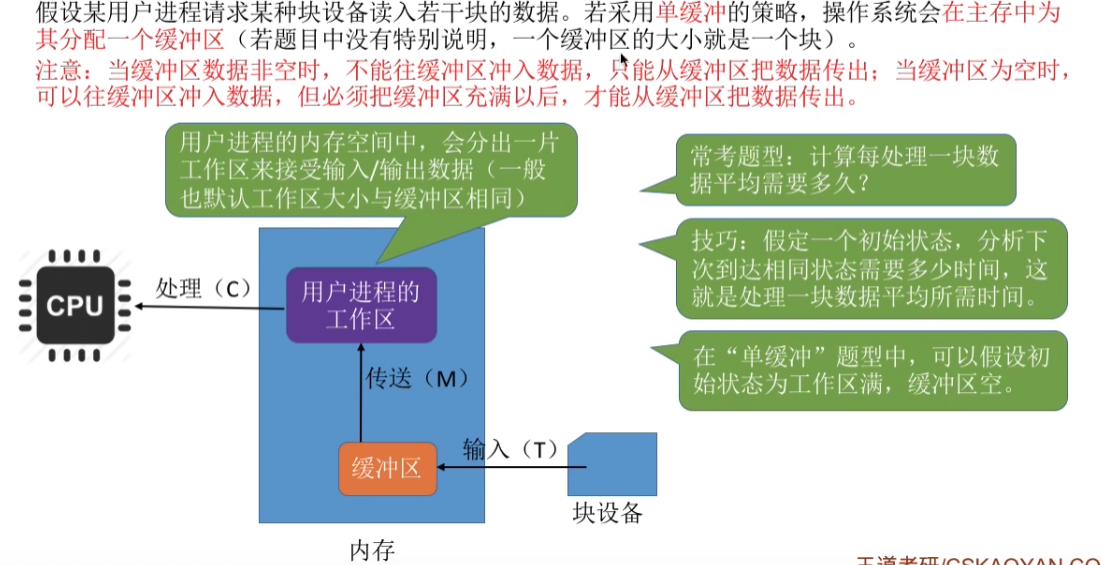 假设某用户进程请求某种块设备读入若干块的数据。若采用单缓冲的策略，操作系统会在主存中为
其分配一个缓冲区（若题目中没有特别说明，一个缓冲区的大小就是一个块）。
注意：当缓冲区数据非空时，不能往缓冲区冲入数据，只能从缓冲区把数据传出；当缓冲区为空时，
可以往缓冲区冲入数据，但必须把缓冲区充满以后，才能从缓冲区把数据传出。
用户进程的内存空间中，会分出一片
工作区来接受输入/输出数据（一般
也默认工作区大小与缓冲区相同）
常考题型：计算每处理一块数
据平均需要多久？
技巧：假定一个初始状态，分析下
次到达相同状态需要多少时间，这
就是处理一块数据平均所需时间。
在“单缓冲”题型中，可以假设初
始状态为工作区满，缓冲区空。
CPU
处理（C）
用户进程的
工作区
传送（M）
缓冲区
输入（T）
块设备
内存
王道考研/CSKAOYAN.CO